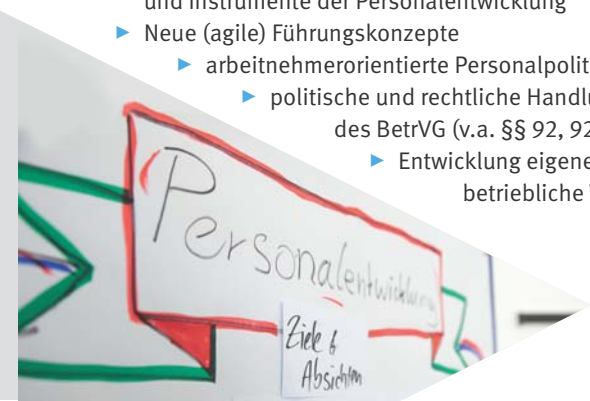 und Instrumente der Personalentwicklung
► Neue (agile) Führungskonzepte
► arbeitnehmerorientierte Personalpolit
► politische und rechtliche Handlu
des BetrVG (v.a. §§ 92, 92
► Entwicklung eigene
betriebliche
Personalentwicklung
Ziele &
Absichten